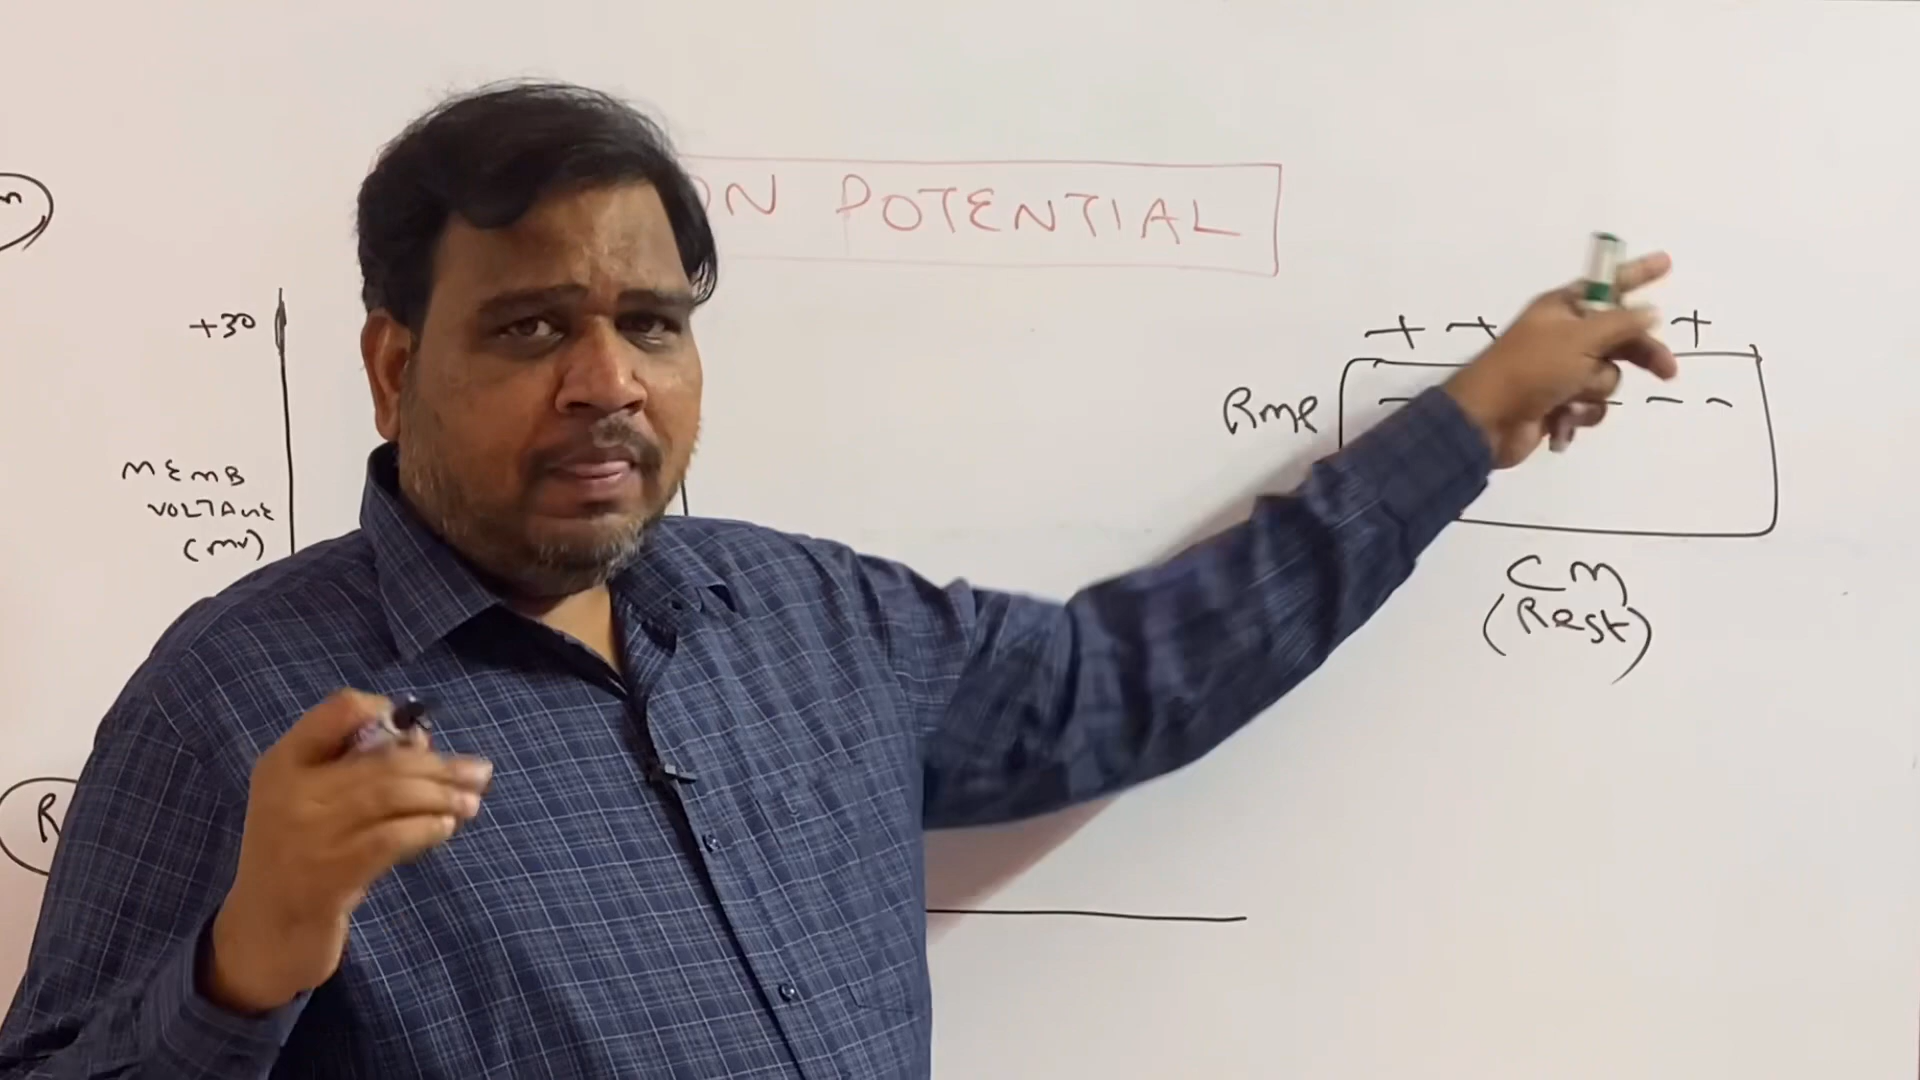 ON POTENTIAL
+30
+ + +
RMP
- - - -
MEMB
VOLTAGE
(mv)
CM
(Rest)
R